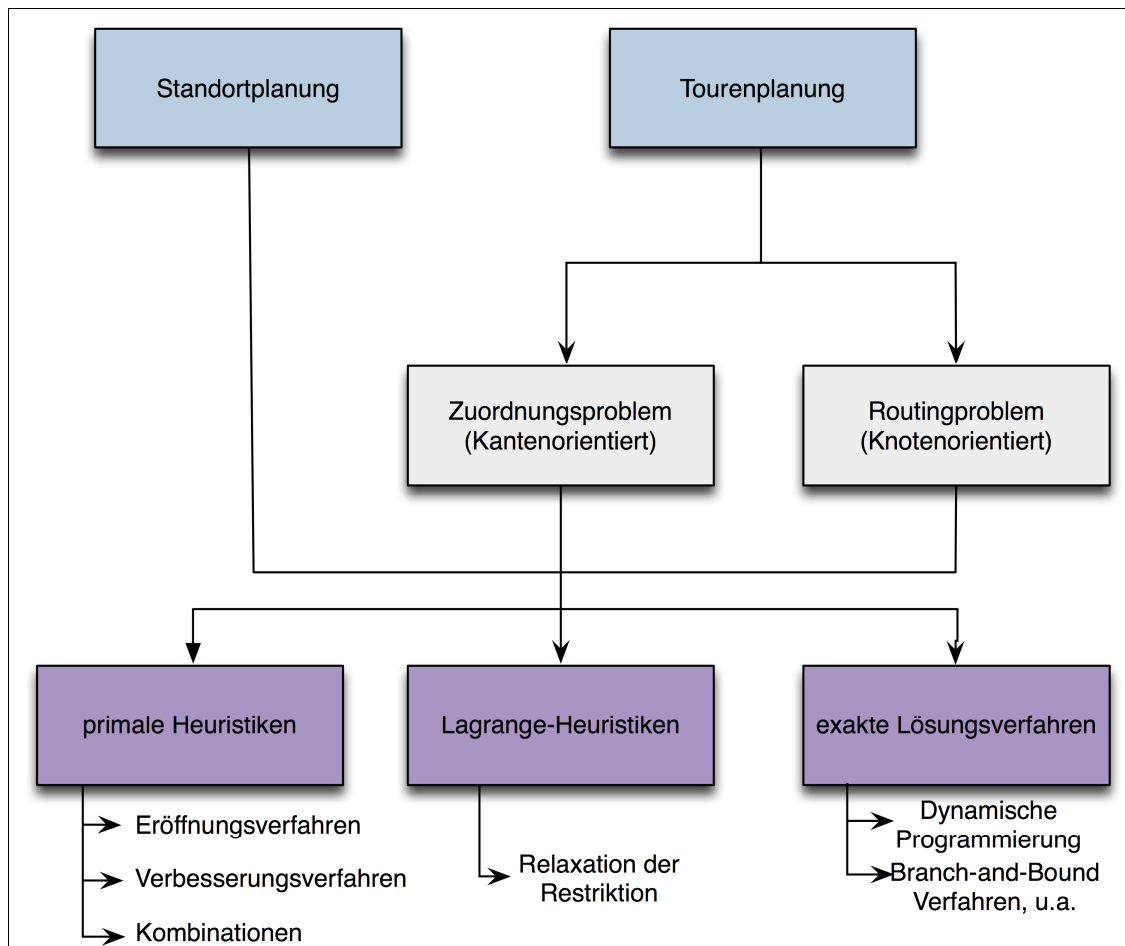 Standortplanung
Tourenplanung
Zuordnungsproblem
(Kantenorientiert)
Routingproblem
(Knotenorientiert)
primale Heuristiken
Lagrange-Heuristiken
exakte Lösungsverfahren
Eröffnungsverfahren
Verbesserungsverfahren
Kombinationen
Relaxation der
Restriktion
Dynamische
Programmierung
Branch-and-Bound
Verfahren, u.a.